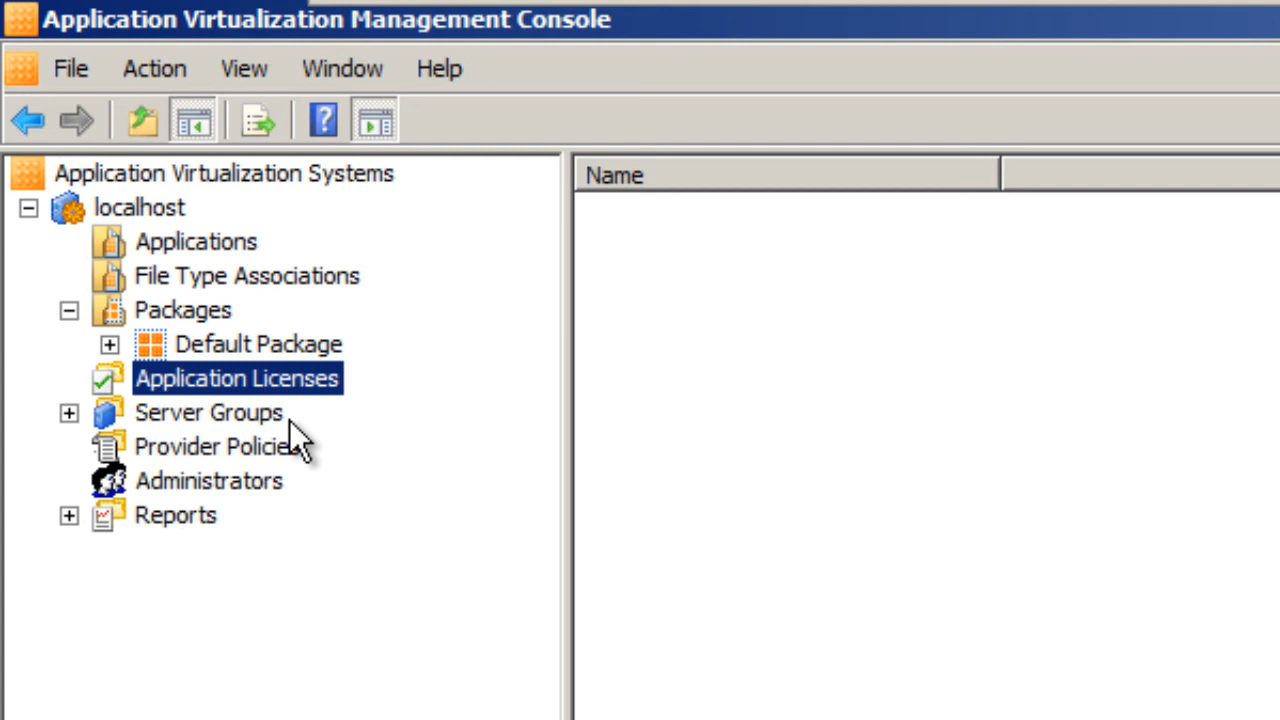 Application Virtualization Management Console
File Action View Window Help
Application Virtualization Systems
Name
localhost
Applications
File Type Associations
Packages
Default Package
Application Licenses
Server Groups
Provider Policies
Administrators
Reports